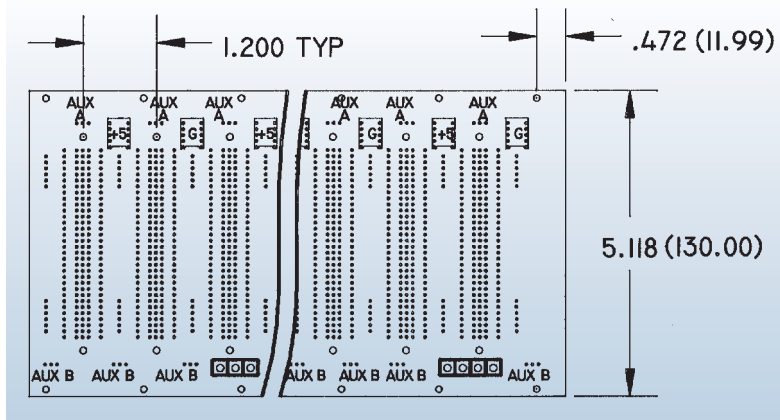 1.200 TYP
.472 (11.99)
AUX A
AUX A
AUX A
AUX A
AUX A
AUX A
+5
G
+5
G
+5
G
5.118 (130.00)
AUX B
AUX B
AUX B
AUX B
AUX B
AUX B
AUX B